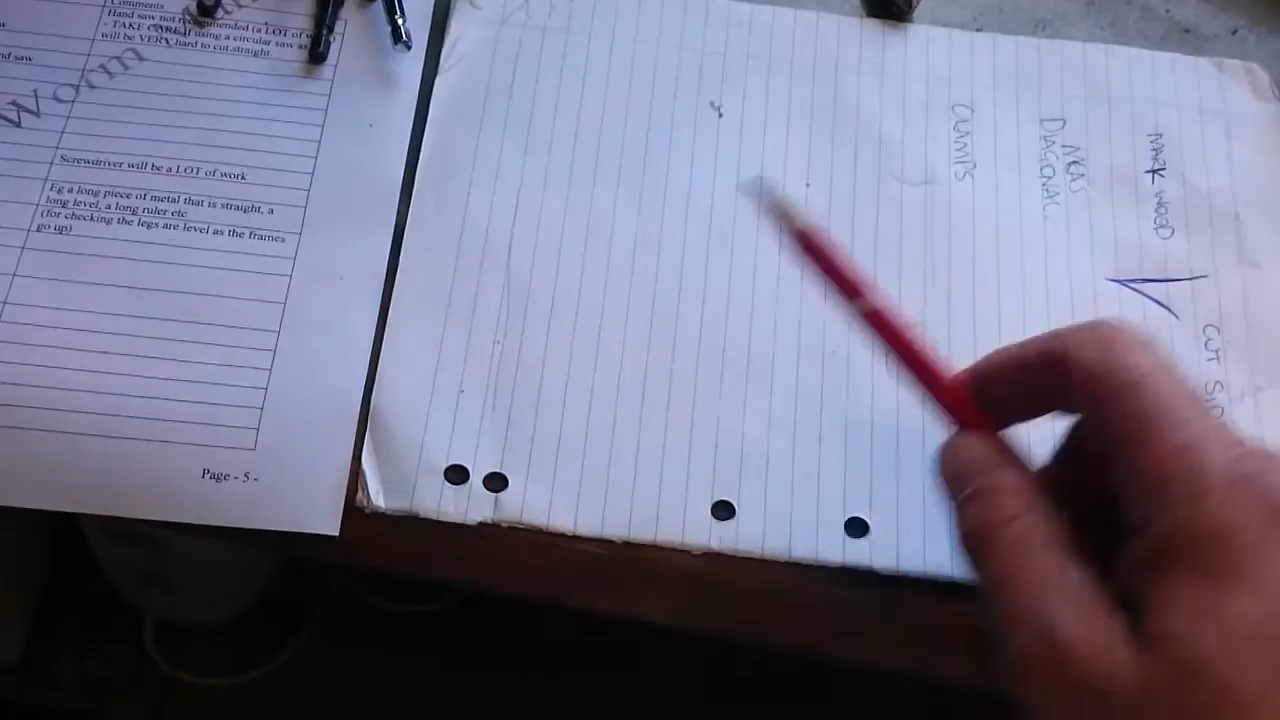 Comments
Hand saw not recommended (a LOT of
- TAKE CARE if using a circular saw as
will be VERY hard to cut straight.
nd saw
Worm
Screwdriver will be a LOT of work
Eg a long piece of metal that is straight, a
long level, a long ruler etc
(for checking the legs are level as the frames
go up)
Page - 5 -
CUT
MARK WOOD
DIAGONAL.
CLAMPS